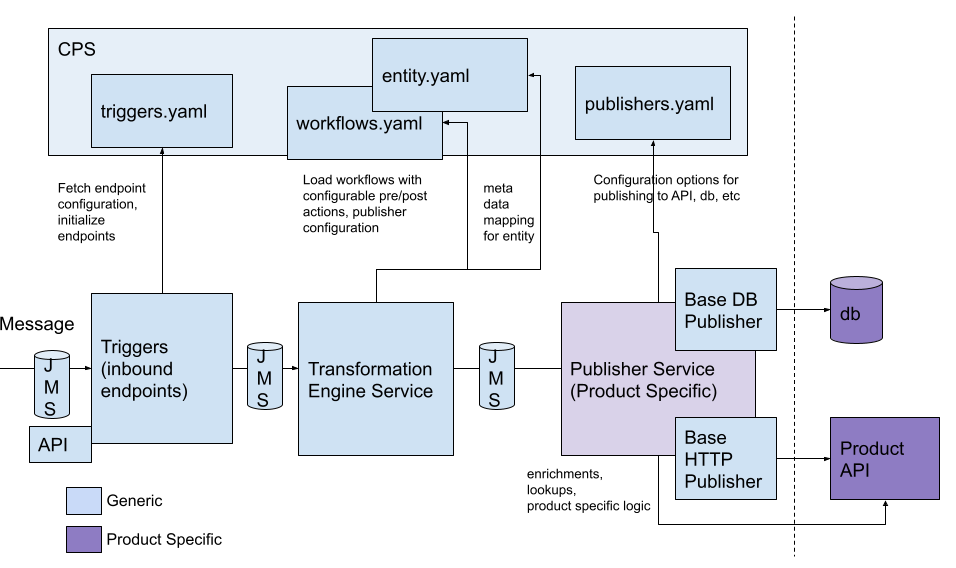 CPS
triggers.yaml
entity.yaml
workflows.yaml
publishers.yaml
Fetch endpoint
configuration,
initialize
endpoints
Load workflows with
configurable pre/post
actions, publisher
configuration
meta
data
mapping
for entity
Configuration options for
publishing to API, db, etc
Message
J
M
S
API
Triggers
(inbound
endpoints)
J
M
S
Transformation
Engine Service
J
M
S
Publisher Service
(Product Specific)
Base DB
Publisher
db
Base
HTTP
Publisher
Product
API
enrichments,
lookups,
product specific logic
Generic
Product Specific